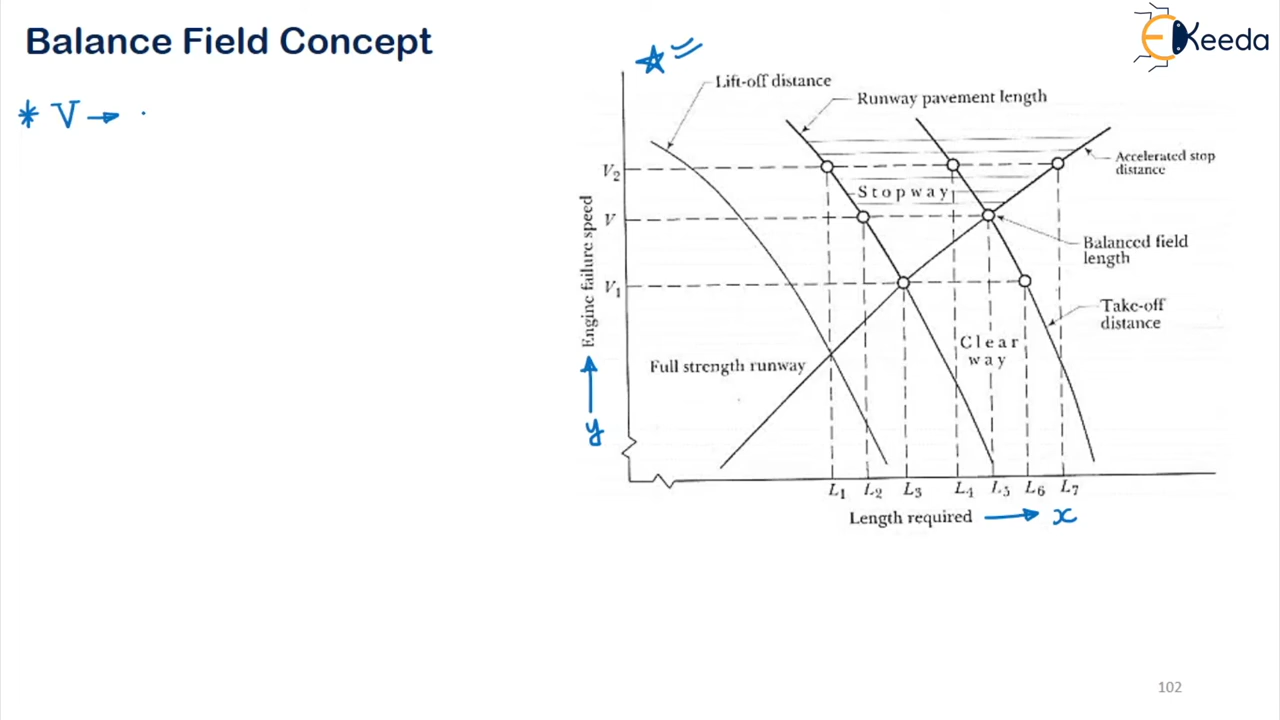 Balance Field Concept
EKeeda
* V →
Lift-off distance
Runway pavement length
Accelerated stop
distance
V₂
Stopway
V
Balanced field
length
Engine failure speed
V₁
Take-off
distance
Clear
way
Full strength runway
y
L₁ L₂ L₃ L₄ L₅ L₆ L₇
Length required → x
102